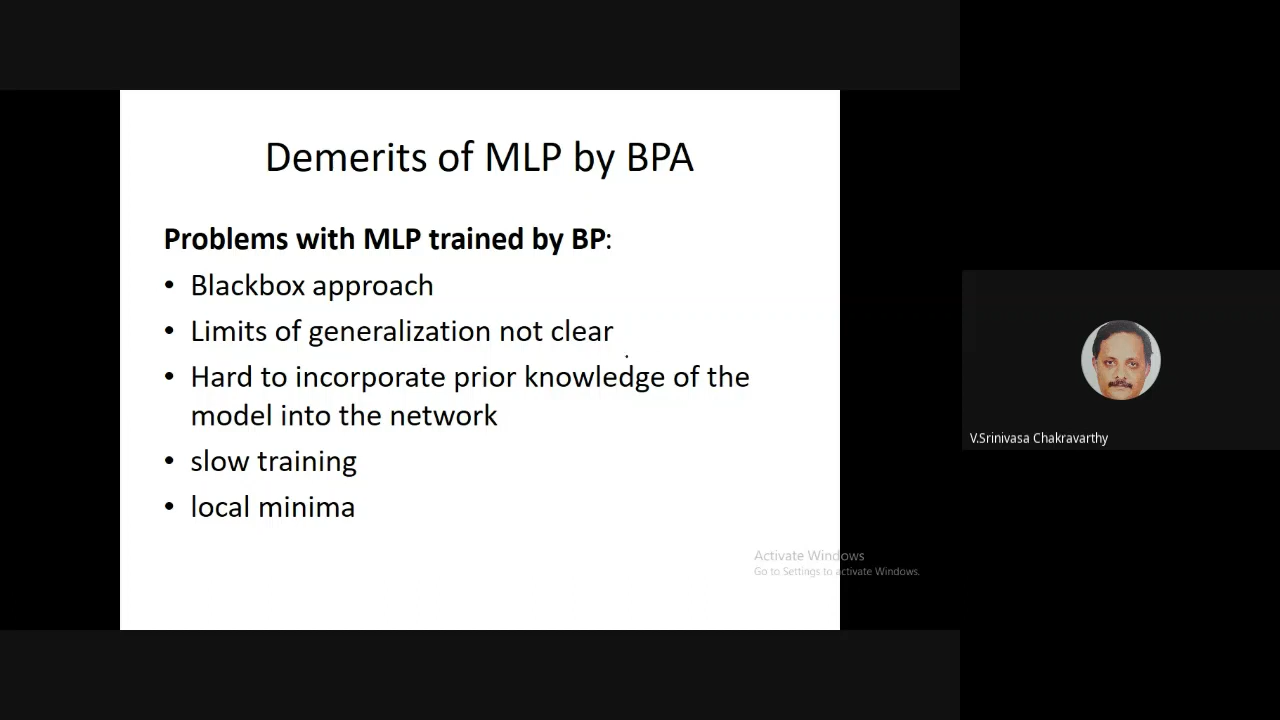 Demerits of MLP by BPA
Problems with MLP trained by BP:
• Blackbox approach
• Limits of generalization not clear
• Hard to incorporate prior knowledge of the
model into the network
• slow training
• local minima
Activate Windows
Go to Settings to activate Windows.
V.Srinivasa Chakravarthy